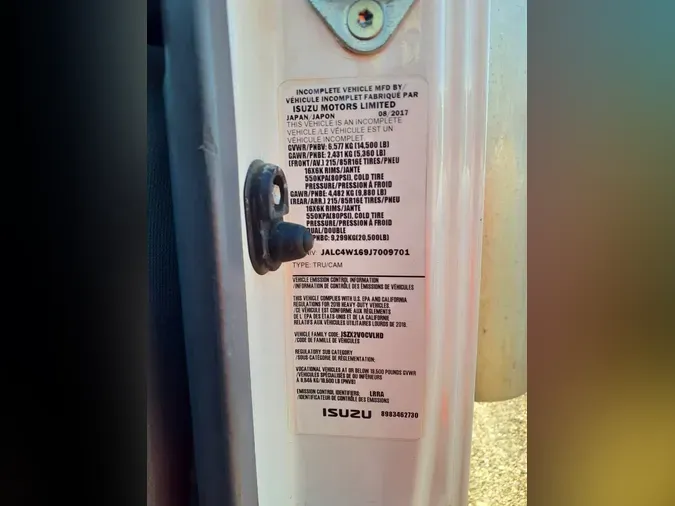 INCOMPLETE VEHICLE MFD BY/
VÉHICULE INCOMPLET FABRIQUÉ PAR
ISUZU MOTORS LIMITED
JAPAN/JAPON 08/2017
THIS VEHICLE IS AN INCOMPLETE
VEHICLE/LE VÉHICULE EST UN
VÉHICULE INCOMPLET.
GVWR/PNBV: 6,577 KG (14,500 LB)
GAWR/PNBE: 2,431 KG (5,360 LB)
(FRONT/AV.) 215/85R16E TIRES/PNEU
16X6K RIMS/JANTE
550KPA(80PSI), COLD TIRE
PRESSURE/PRESSION À FROID
GAWR/PNBE: 4,482 KG (9,880 LB)
(REAR/ARR.) 215/85R16E TIRES/PNEU
16X6K RIMS/JANTE
550KPA(80PSI), COLD TIRE
PRESSURE/PRESSION À FROID
DUAL/DOUBLE
PNBC: 9,299KG(20,500LB)
NIV: JALC4W169J7009701
TYPE: TRU/CAM
VEHICLE EMISSION CONTROL INFORMATION
/INFORMATION DE CONTRÔLE DES ÉMISSIONS DE VÉHICULES
THIS VEHICLE COMPLIES WITH U.S. EPA AND CALIFORNIA
REGULATIONS FOR 2018 HEAVY-DUTY VEHICLES.
/CE VÉHICULE EST CONFORME AUX RÈGLEMENTS
DE L'EPA DES ÉTATS-UNIS ET DE LA CALIFORNIE
RELATIFS AUX VÉHICULES UTILITAIRES LOURDS DE 2018.
VEHICLE FAMILY CODE: JSZX2VOCVLHD
/CODE DE FAMILLE DE VÉHICULES
REGULATORY SUB CATEGORY
/SOUS-CATÉGORIE DE RÉGLEMENTATION:
VOCATIONAL VEHICLES AT OR BELOW 19,500 POUNDS GVWR
/VÉHICULES SPÉCIALISÉS DE OU INFÉRIEURS
À 8,845 KG/19,500 LB (PNVB)
EMISSION CONTROL IDENTIFIERS: LRRA
/IDENTIFICATEUR DE CONTRÔLE DES ÉMISSIONS
ISUZU 8983462730